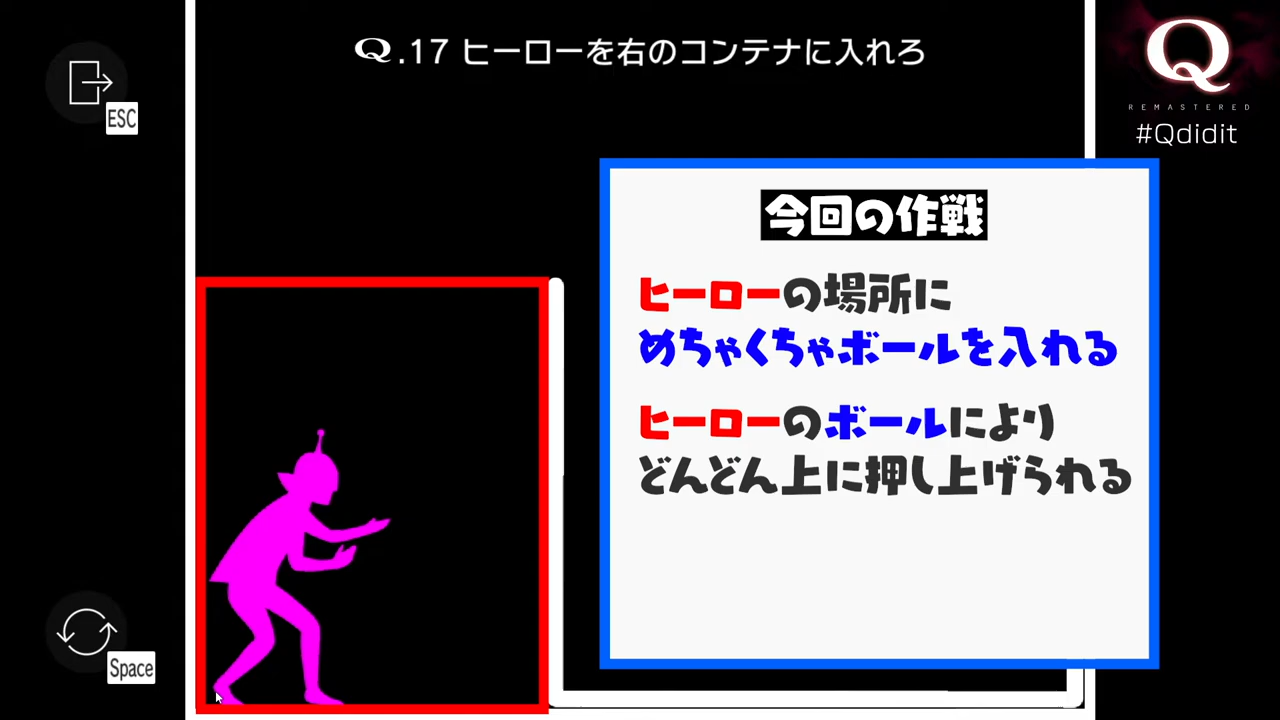 Q.17 ヒーローを右のコンテナに入れろ
ESC
Q
REMASTERED
#Qdidit
今回の作戦
ヒーローの場所に
めちゃくちゃボールを入れる
ヒーローのボールにより
どんどん上に押し上げられる
Space